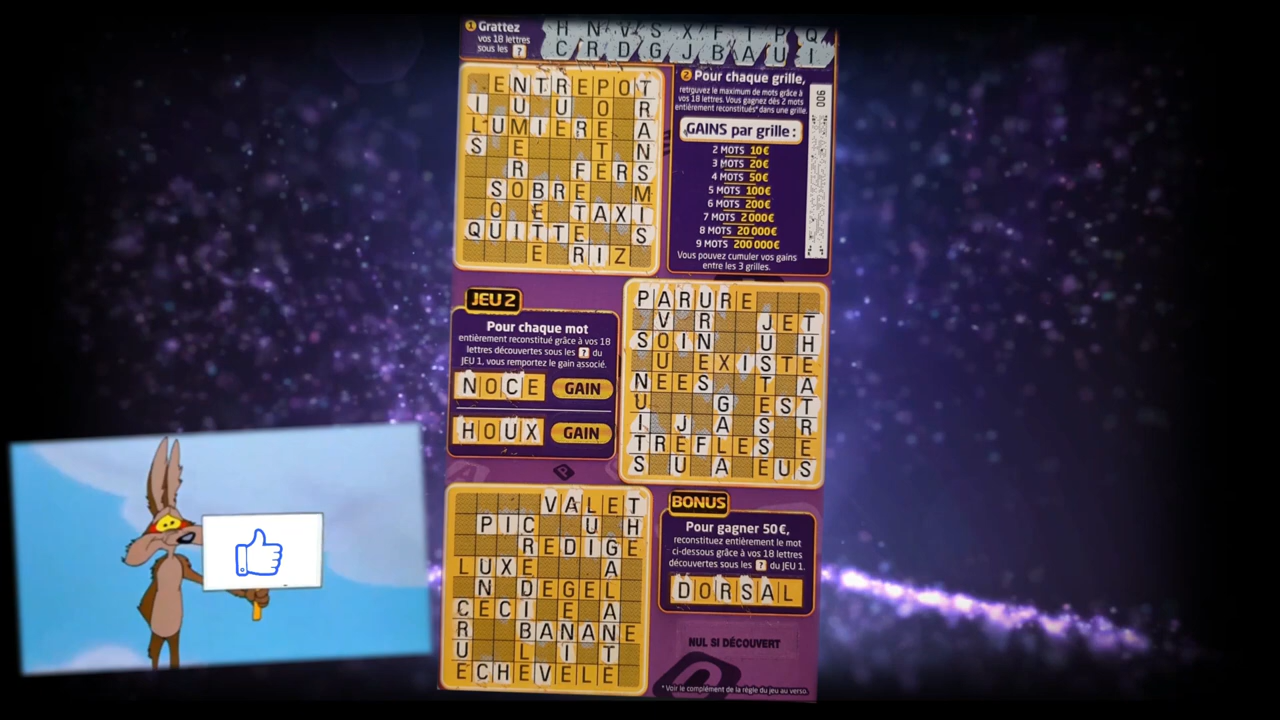 1 Grattez
vos 18 lettres
sous les ?
H N V S X F T P Q
C R D G J B A U I
ENTREPOT
I U U O R
LUMIERE E A
S E T N
R FERS
SOBRE E M
O E TAXI
QUITTE S
E RIZ
2 Pour chaque grille,
retrouvez le maximum de mots grâce à
vos 18 lettres. Vous gagnez dès 2 mots
entièrement reconstitués* dans une grille.
GAINS par grille :
2 MOTS 10€
3 MOTS 20€
4 MOTS 50€
5 MOTS 100€
6 MOTS 200€
7 MOTS 2 000€
8 MOTS 20 000€
9 MOTS 200 000€
Vous pouvez cumuler vos gains
entre les 3 grilles.
006
JEU 2
Pour chaque mot
entièrement reconstitué grâce à vos 18
lettres découvertes sous les ? du
JEU 1, vous remportez le gain associé.
NOCE GAIN
HOUX GAIN
PARURE
V R JET
SOIN U H
U EXISTE
NEES T A
U G EST
I J A S R
TREFLES E
S U A EUS
VALET
PIC U H
REDIGE
LUXE A
N DEGEL
CECI E A
R BANANE
U L I T
ECHEVELE
BONUS
Pour gagner 50€,
reconstituez entièrement le mot
ci-dessous grâce à vos 18 lettres
découvertes sous les ? du JEU 1.
DORSAL
NUL SI DÉCOUVERT
* Voir le complément de la règle du jeu au verso.